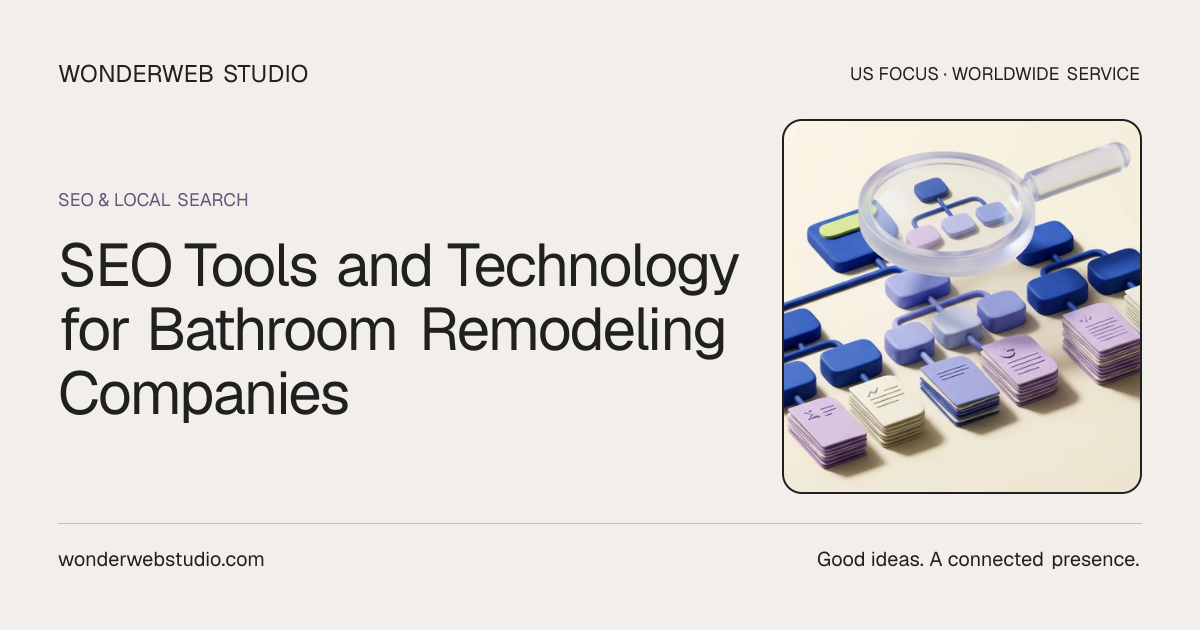 WONDERWEB STUDIO
US FOCUS · WORLDWIDE SERVICE
SEO & LOCAL SEARCH
SEO Tools and Technology
for Bathroom Remodeling
Companies
wonderwebstudio.com
Good ideas. A connected presence.